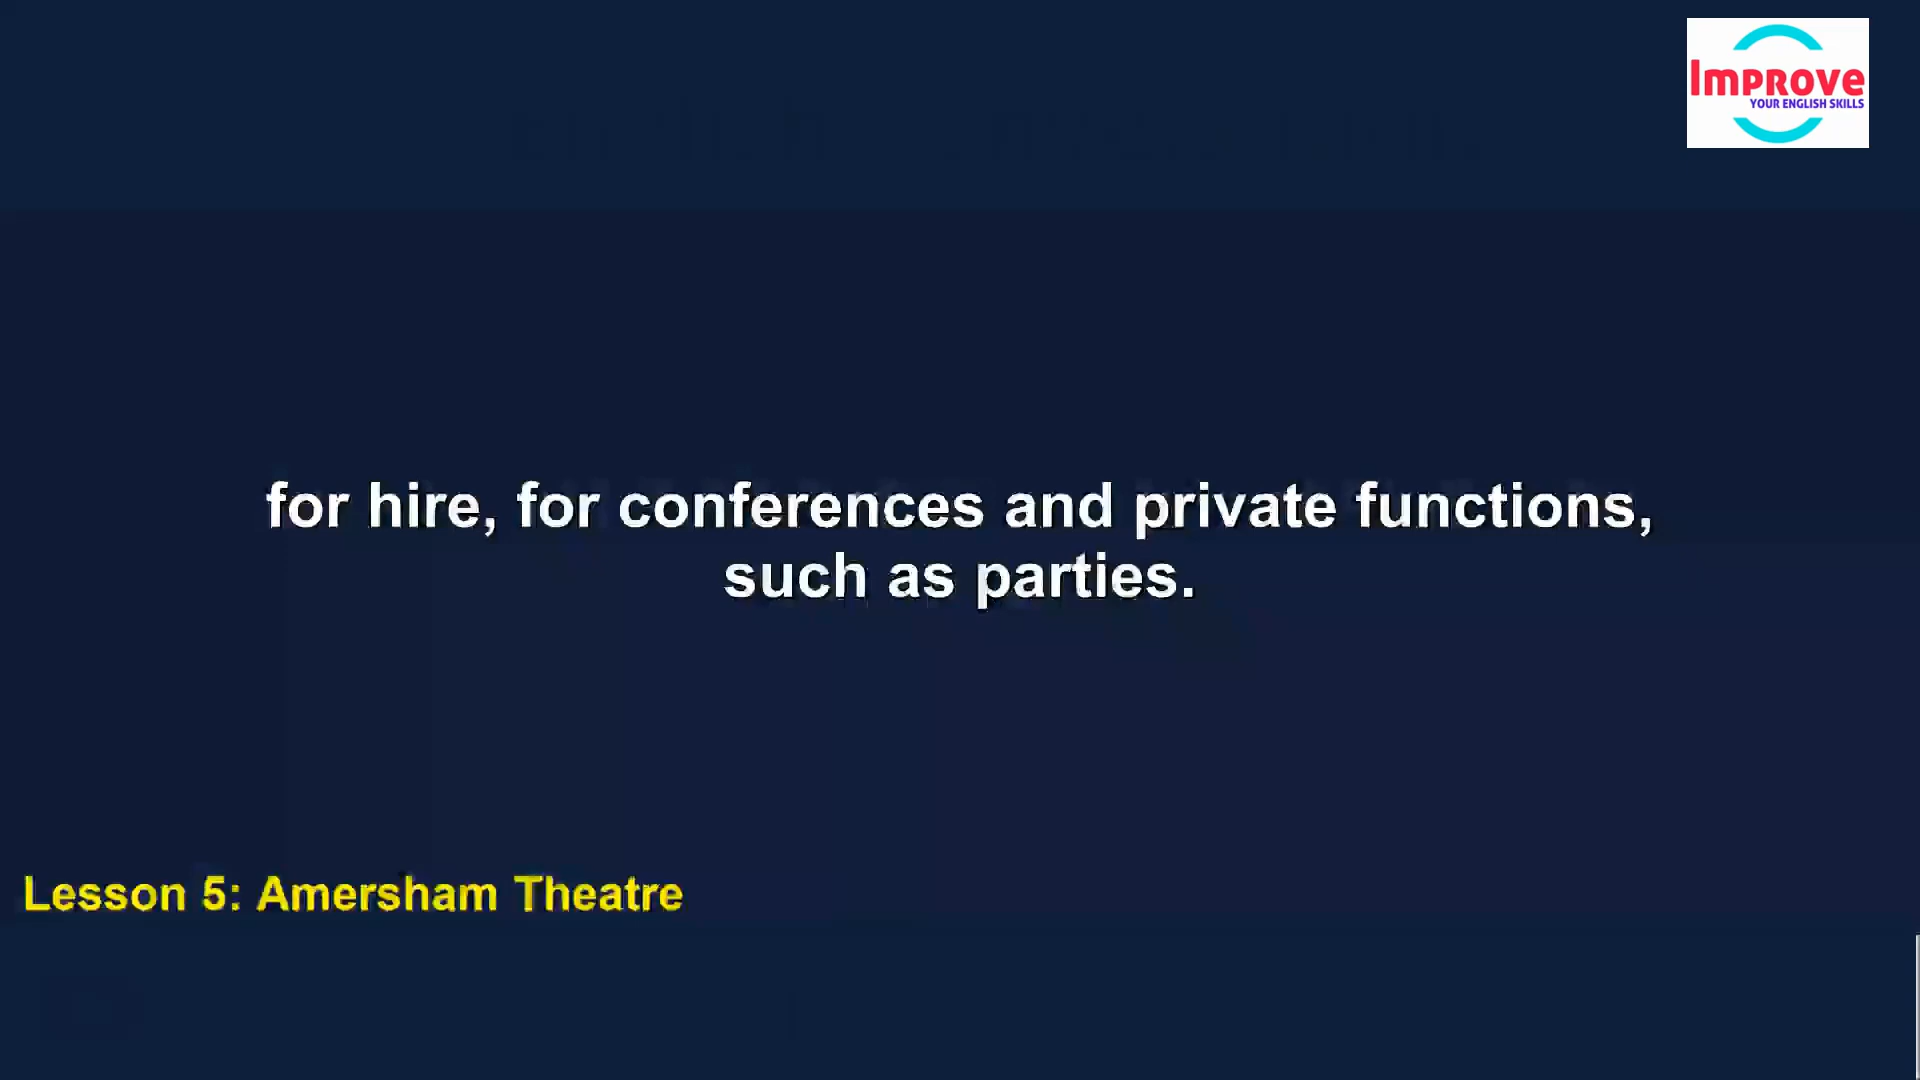 Improve
YOUR ENGLISH SKILLS
for hire, for conferences and private functions,
such as parties.
Lesson 5: Amersham Theatre